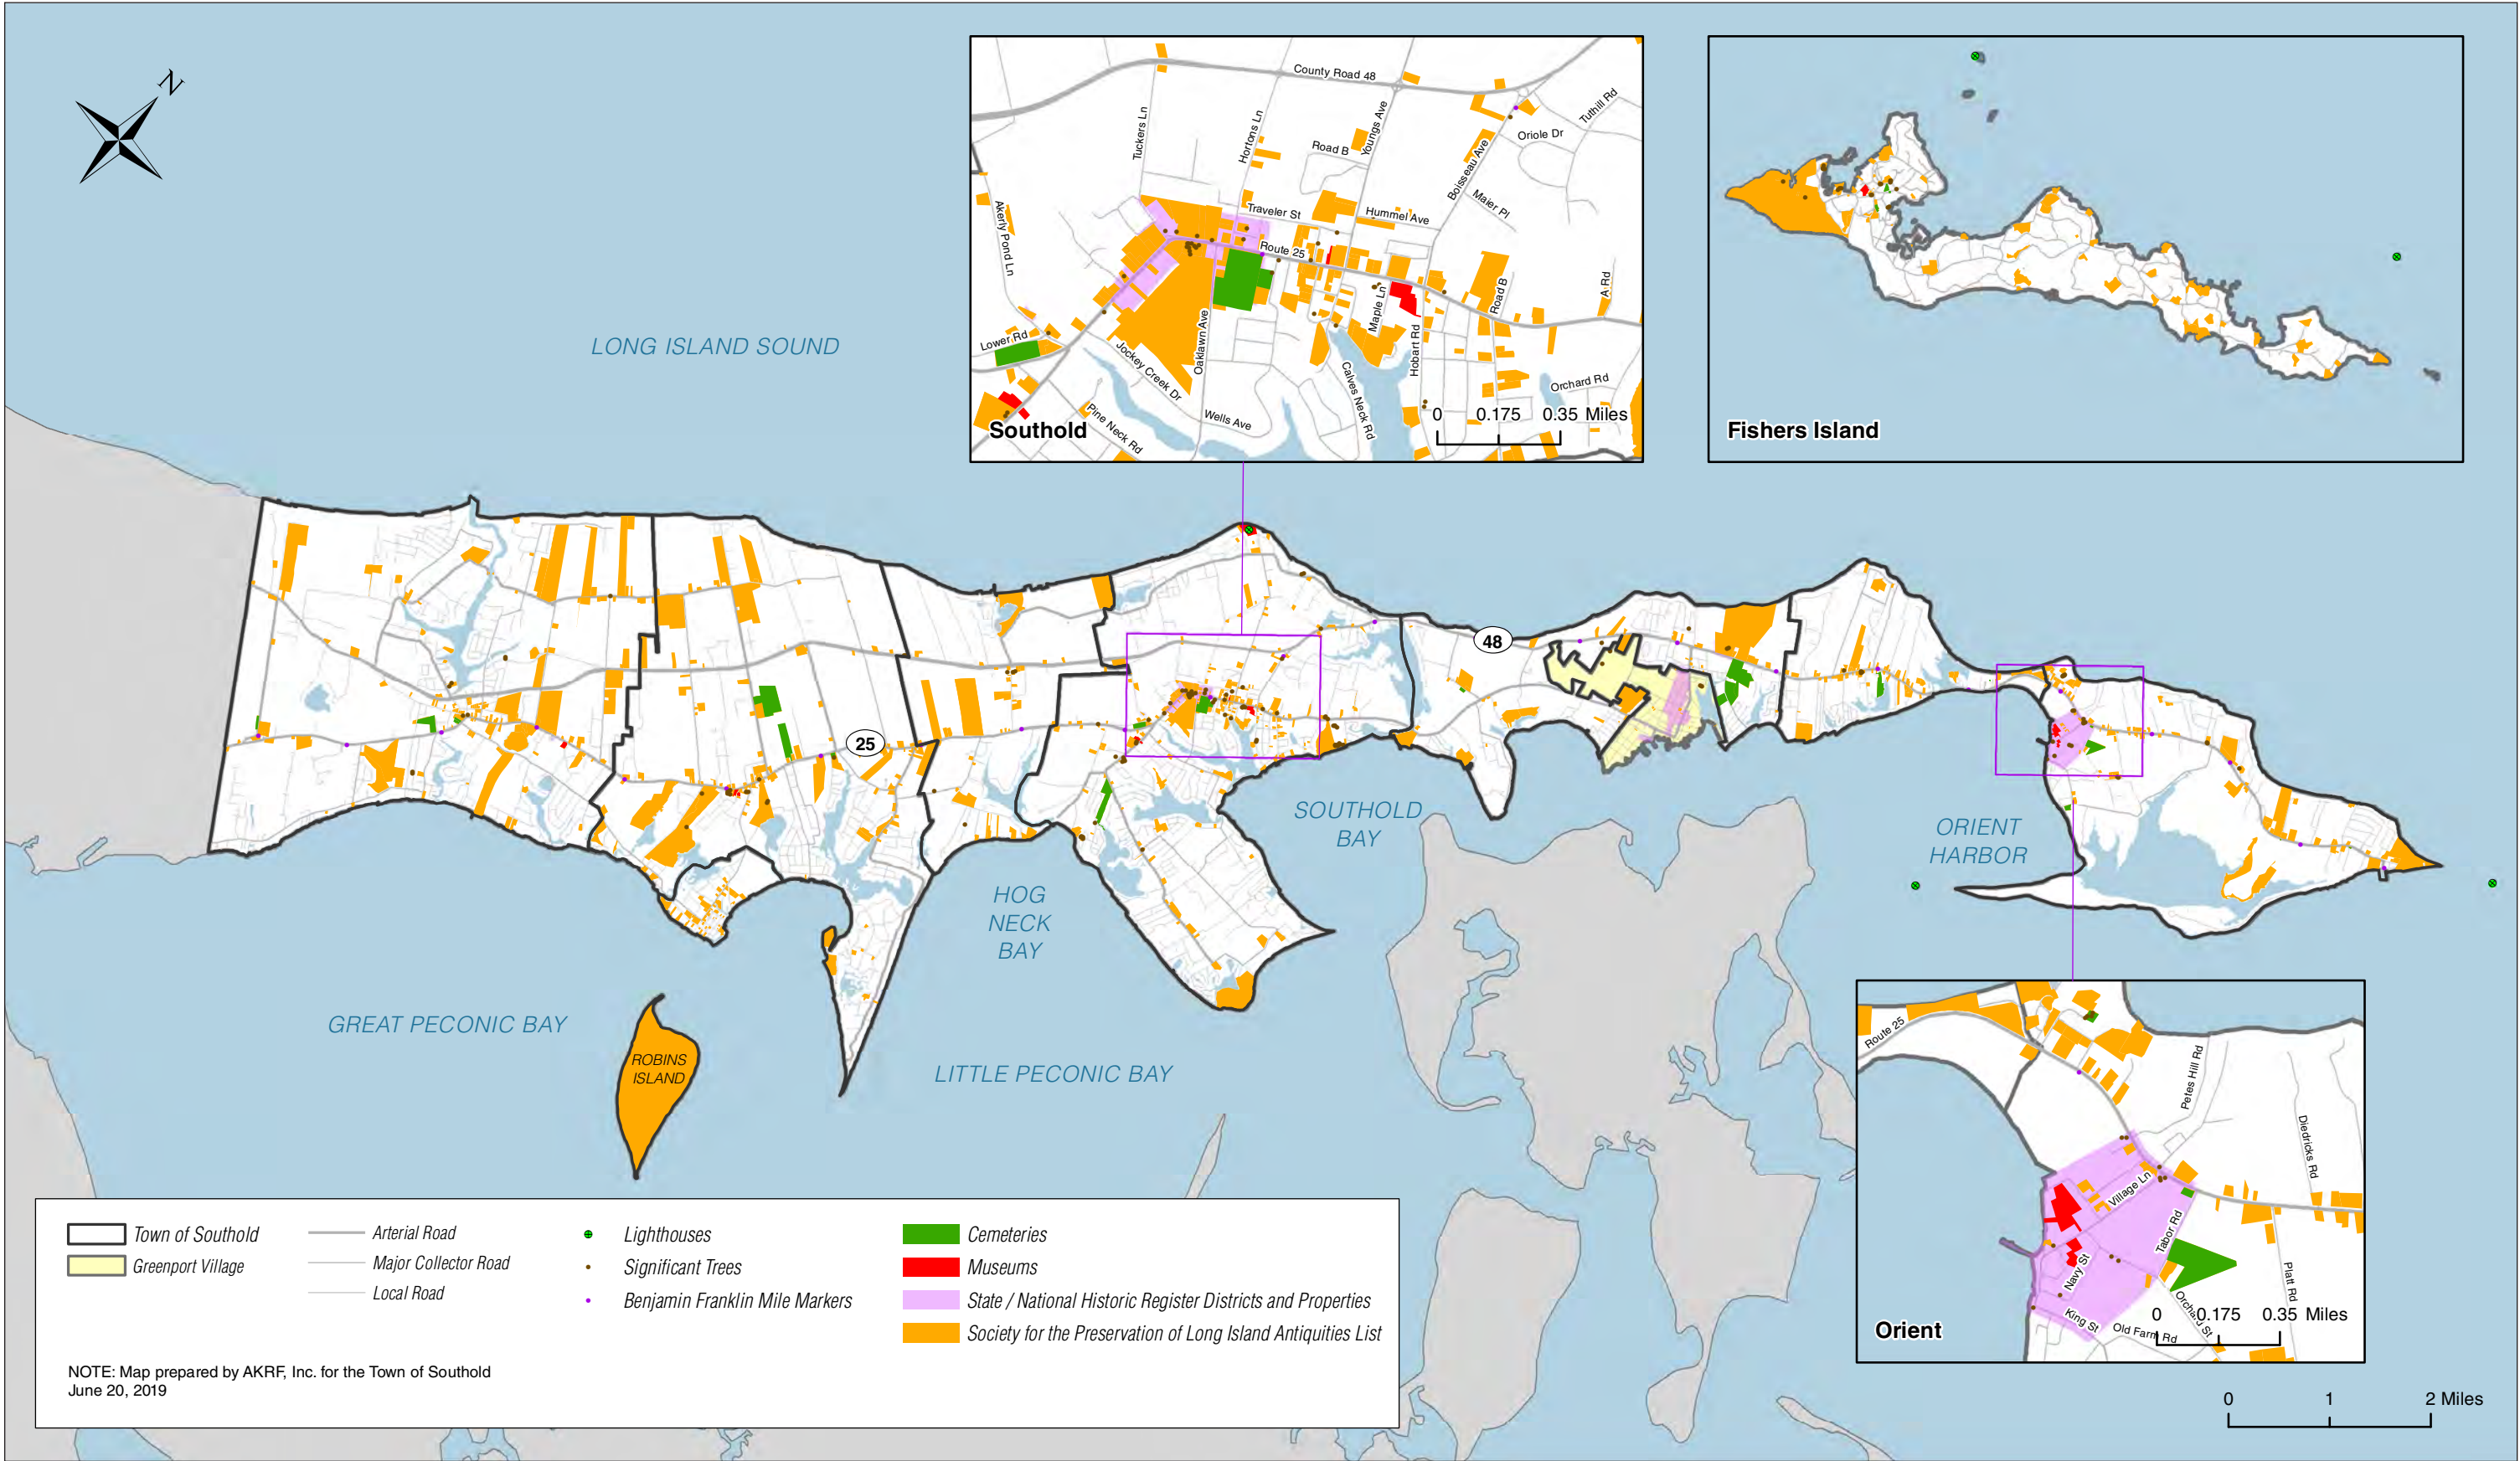 N
LONG ISLAND SOUND
County Road 48
Tuckers Ln
Hortons Ln
Youngs Ave
Road B
Boisseau Ave
Oriole Dr
Tuthill Rd
Maier Pl
Akerly Pond Ln
Traveler St
Hummel Ave
Route 25
Lower Rd
Jockey Creek Dr
Oaklawn Ave
Maple Ln
Hobart Rd
Road B
A Rd
Pine Neck Rd
Wells Ave
Calves Neck Rd
Orchard Rd
0 0.175 0.35 Miles
Southold
Fishers Island
48
25
SOUTHOLD
BAY
ORIENT
HARBOR
HOG
NECK
BAY
GREAT PECONIC BAY
ROBINS
ISLAND
LITTLE PECONIC BAY
Route 25
Petes Hill Rd
Diedricks Rd
Village Ln
Tabor Rd
Navy St
Platt Rd
Orchard St
King St
Old Farm Rd
0 0.175 0.35 Miles
Orient
0 1 2 Miles
Town of Southold
Greenport Village
Arterial Road
Major Collector Road
Local Road
Lighthouses
Significant Trees
Benjamin Franklin Mile Markers
Cemeteries
Museums
State / National Historic Register Districts and Properties
Society for the Preservation of Long Island Antiquities List
NOTE: Map prepared by AKRF, Inc. for the Town of Southold
June 20, 2019